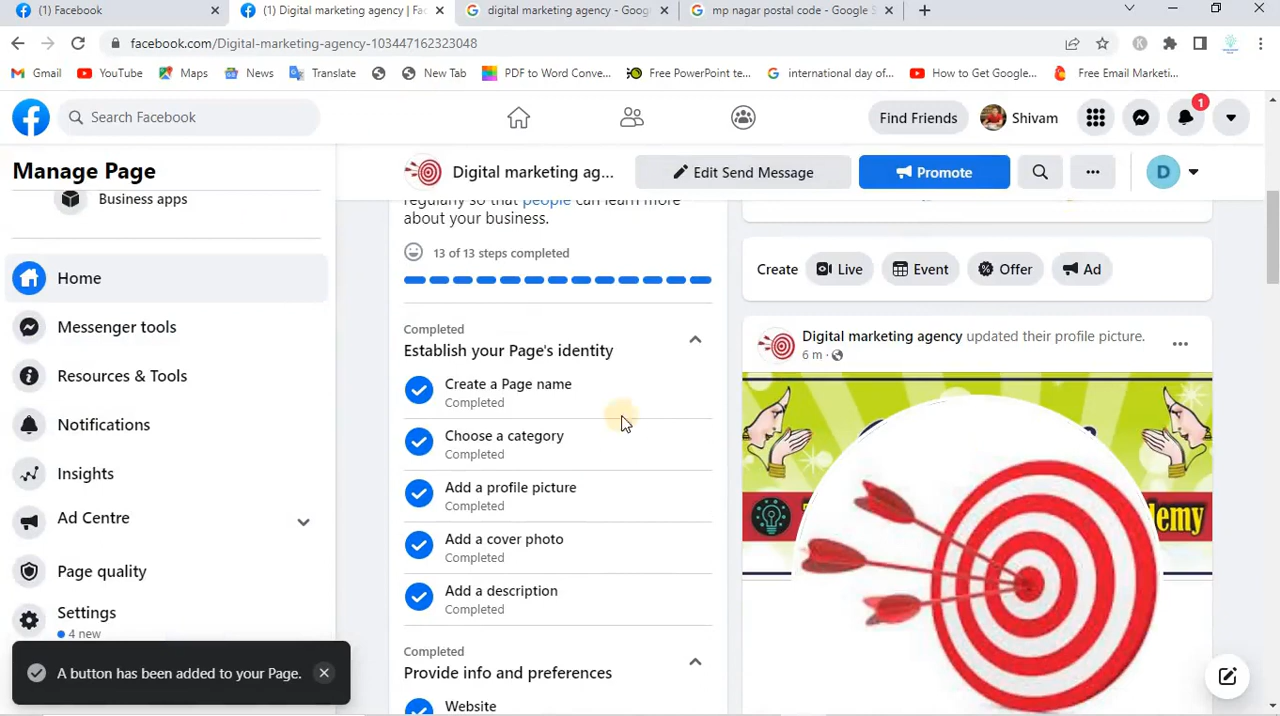 (1) Facebook
(1) Digital marketing agency | Fac
digital marketing agency - Goog
mp nagar postal code - Google S
facebook.com/Digital-marketing-agency-103447162323048
K
Gmail
YouTube
Maps
News
Translate
New Tab
PDF to Word Conve...
Free PowerPoint te...
international day of...
How to Get Google...
Free Email Marketi...
Search Facebook
Find Friends
Shivam
1
Manage Page
Digital marketing ag...
Edit Send Message
Promote
D
Business apps
Home
Messenger tools
Resources & Tools
Notifications
Insights
Ad Centre
Page quality
Settings
4 new
A button has been added to your Page.
regularly so that people can learn more
about your business.
13 of 13 steps completed
Completed
Establish your Page's identity
Create a Page name
Completed
Choose a category
Completed
Add a profile picture
Completed
Add a cover photo
Completed
Add a description
Completed
Completed
Provide info and preferences
Website
Create
Live
Event
Offer
Ad
Digital marketing agency updated their profile picture.
6 m
demy